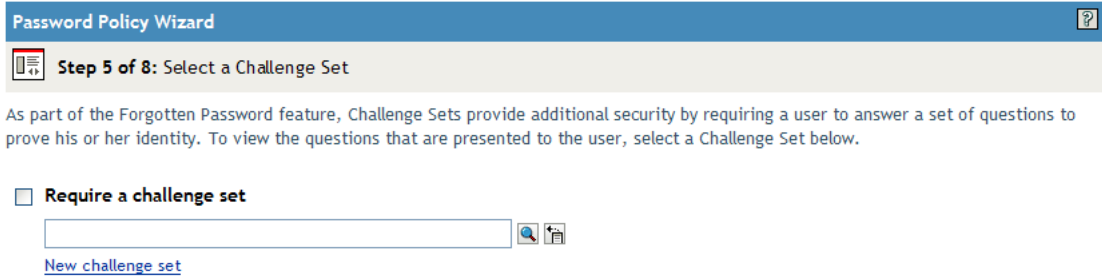 Password Policy Wizard
?
Step 5 of 8: Select a Challenge Set
As part of the Forgotten Password feature, Challenge Sets provide additional security by requiring a user to answer a set of questions to
prove his or her identity. To view the questions that are presented to the user, select a Challenge Set below.
Require a challenge set
New challenge set